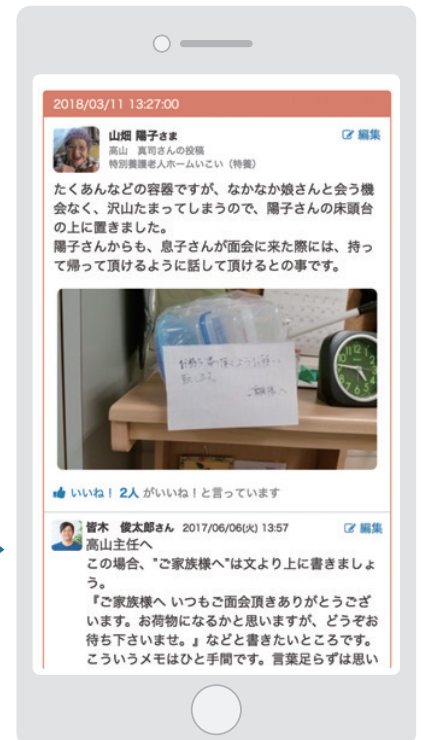 2018/03/11 13:27:00
山畑 陽子さま
編集
高山 真司さんの投稿
特別養護老人ホームいこい（特養）
たくあんなどの容器ですが、なかなか娘さんと会う機
会なく、沢山たまってしまうので、陽子さんの床頭台
の上に置きました。
陽子さんからも、息子さんが面会に来た際には、持っ
て帰って頂けるように話して頂けるとの事です。
いいね！ 2人 がいいね！と言っています
皆木 俊太郎さん 2017/06/06(火) 13:57
編集
高山主任へ
この場合、"ご家族様へ"は文より上に書きましょ
う。
『ご家族様へ いつもご面会頂きありがとうござ
います。お荷物になるかと思いますが、どうぞお
待ち下さいませ。』などと書きたいところです。
こういうメモはひと手間です。言葉足らずは思い